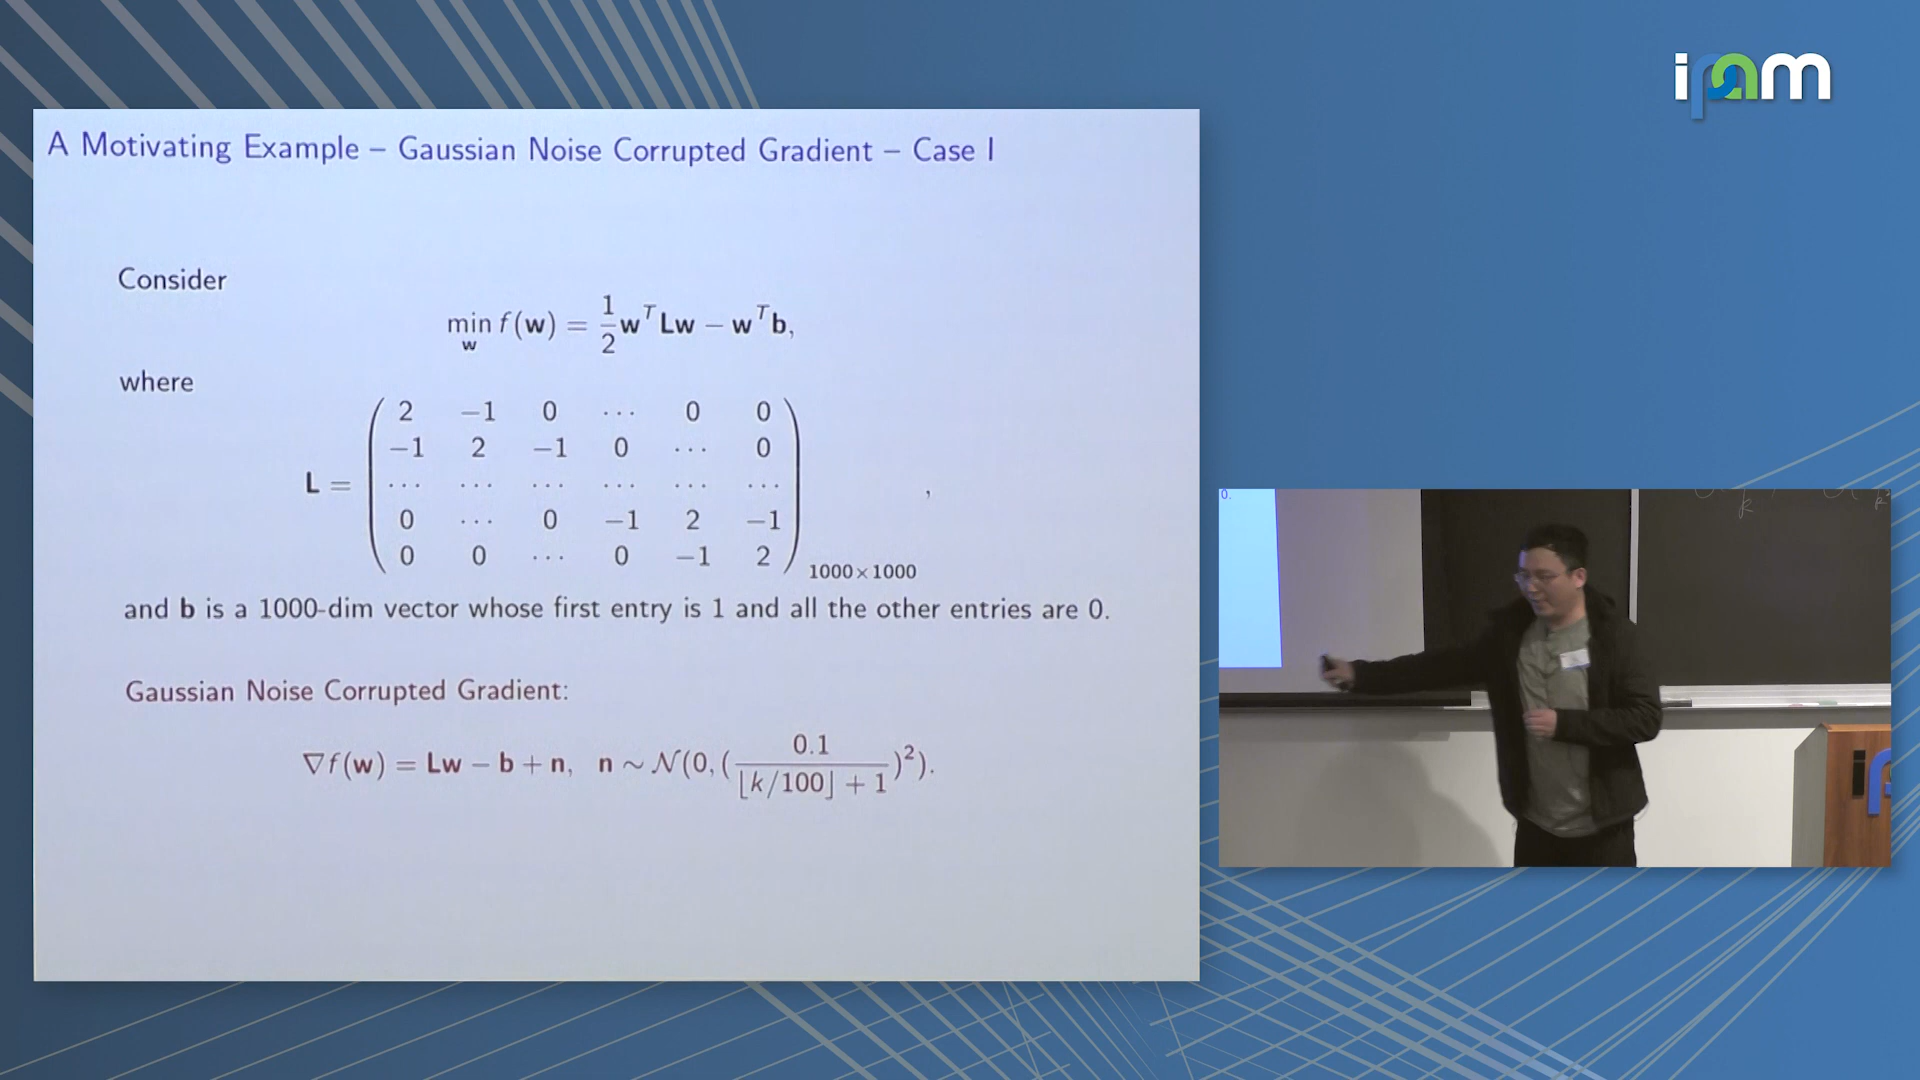 ipam
A Motivating Example – Gaussian Noise Corrupted Gradient – Case I
Consider
min_w f(w) = 1/2 w^T Lw − w^T b,
where
L = ( 2 −1 0 ··· 0 0
−1 2 −1 0 ··· 0
··· ··· ··· ··· ··· ···
0 ··· 0 −1 2 −1
0 0 ··· 0 −1 2 )_{1000×1000} ,
and b is a 1000-dim vector whose first entry is 1 and all the other entries are 0.
Gaussian Noise Corrupted Gradient:
∇f(w) = Lw − b + n, n ∼ 𝒩(0, (0.1/(⌊k/100⌋ + 1))^2).
0.